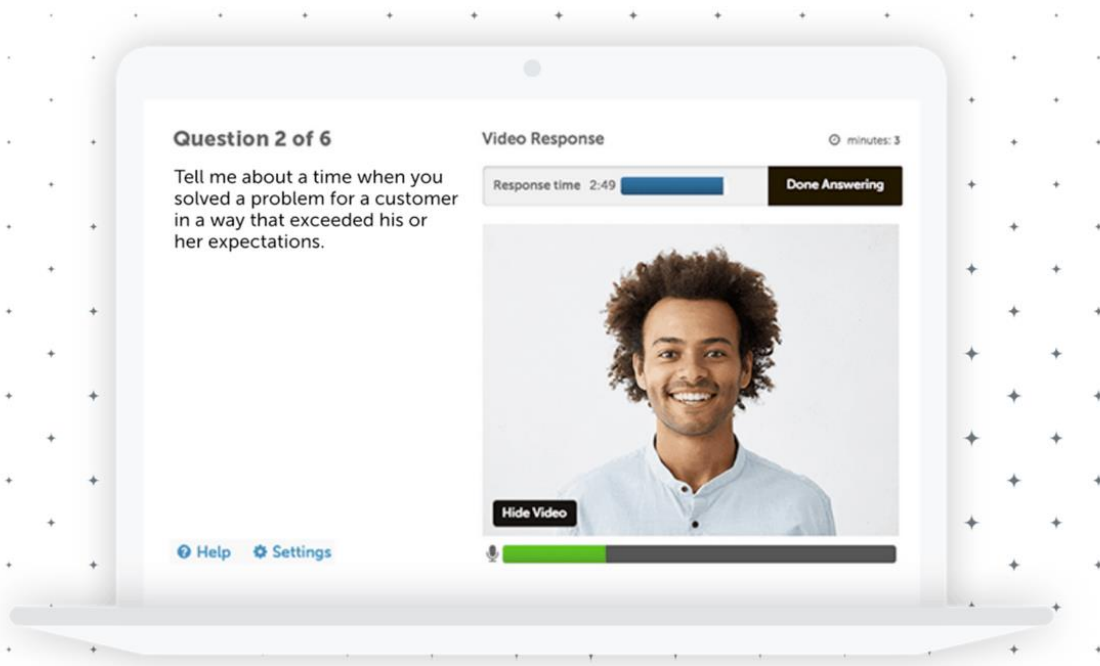 Question 2 of 6
Tell me about a time when you
solved a problem for a customer
in a way that exceeded his or
her expectations.
Help Settings
Video Response
minutes: 3
Response time 2:49
Done Answering
Hide Video